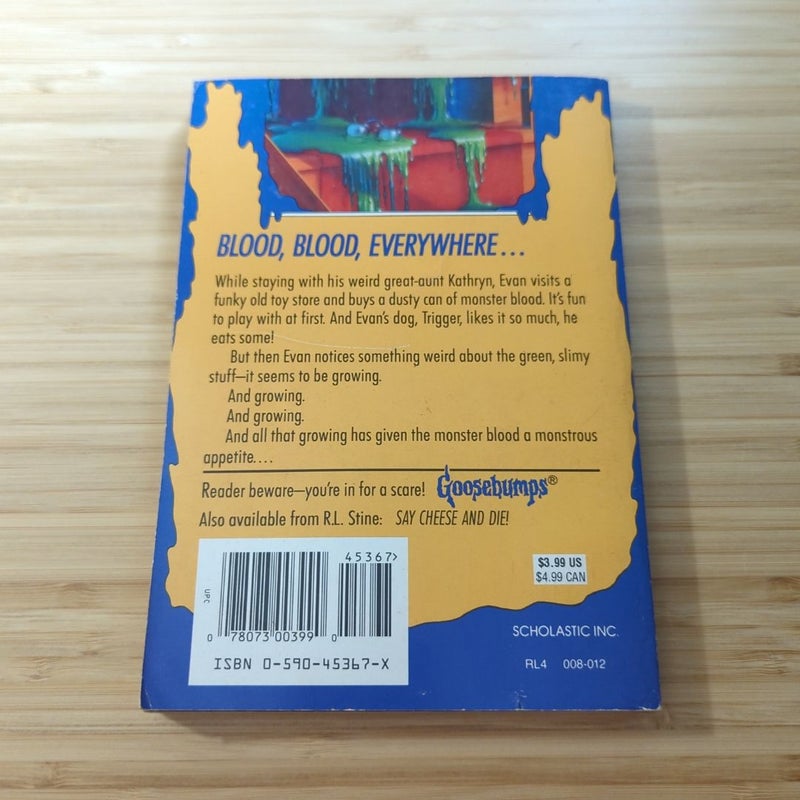 BLOOD, BLOOD, EVERYWHERE...
While staying with his weird great-aunt Kathryn, Evan visits a
funky old toy store and buys a dusty can of monster blood. It's fun
to play with at first. And Evan's dog, Trigger, likes it so much, he
eats some!
But then Evan notices something weird about the green, slimy
stuff—it seems to be growing.
And growing.
And growing.
And all that growing has given the monster blood a monstrous
appetite....
Reader beware—you're in for a scare! Goosebumps®
Also available from R.L. Stine: SAY CHEESE AND DIE!
45367>
UPC
0 78073 00399 0
ISBN 0-590-45367-X
$3.99 US
$4.99 CAN
SCHOLASTIC INC.
RL4 008-012